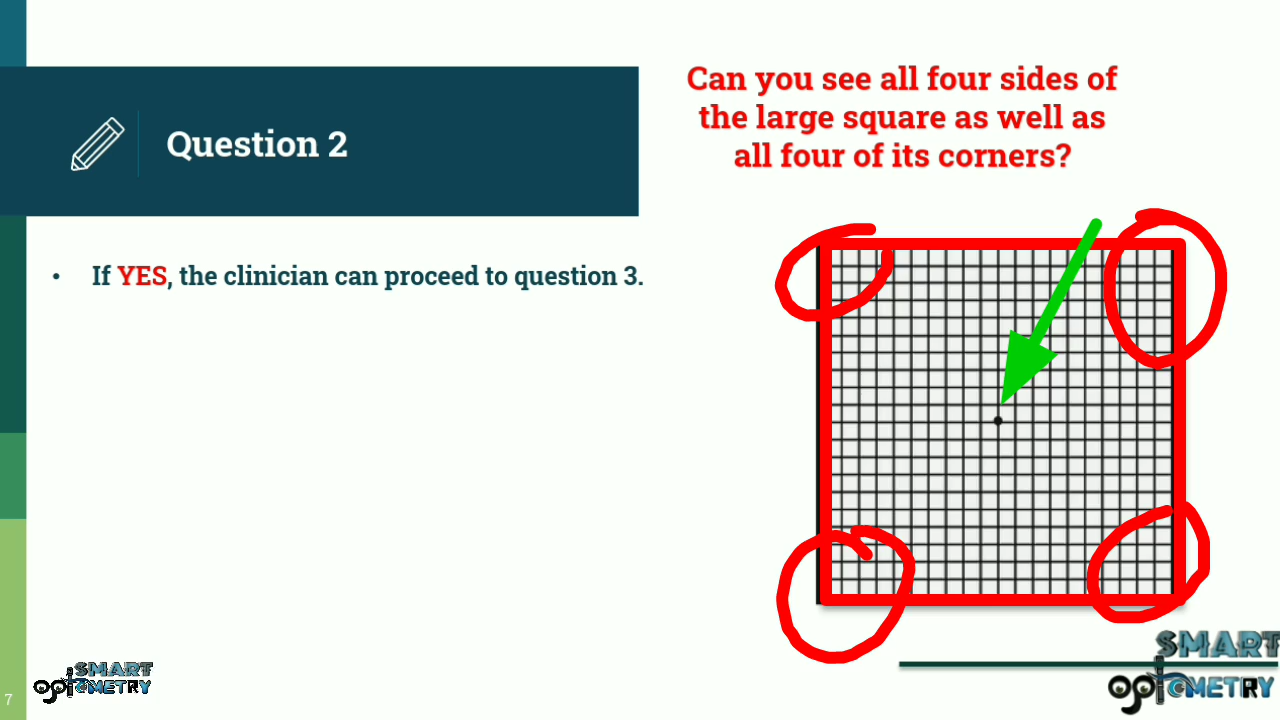 Question 2
Can you see all four sides of
the large square as well as
all four of its corners?
• If YES, the clinician can proceed to question 3.
7
SMART
OPTOMETRY
SMART
OPTOMETRY